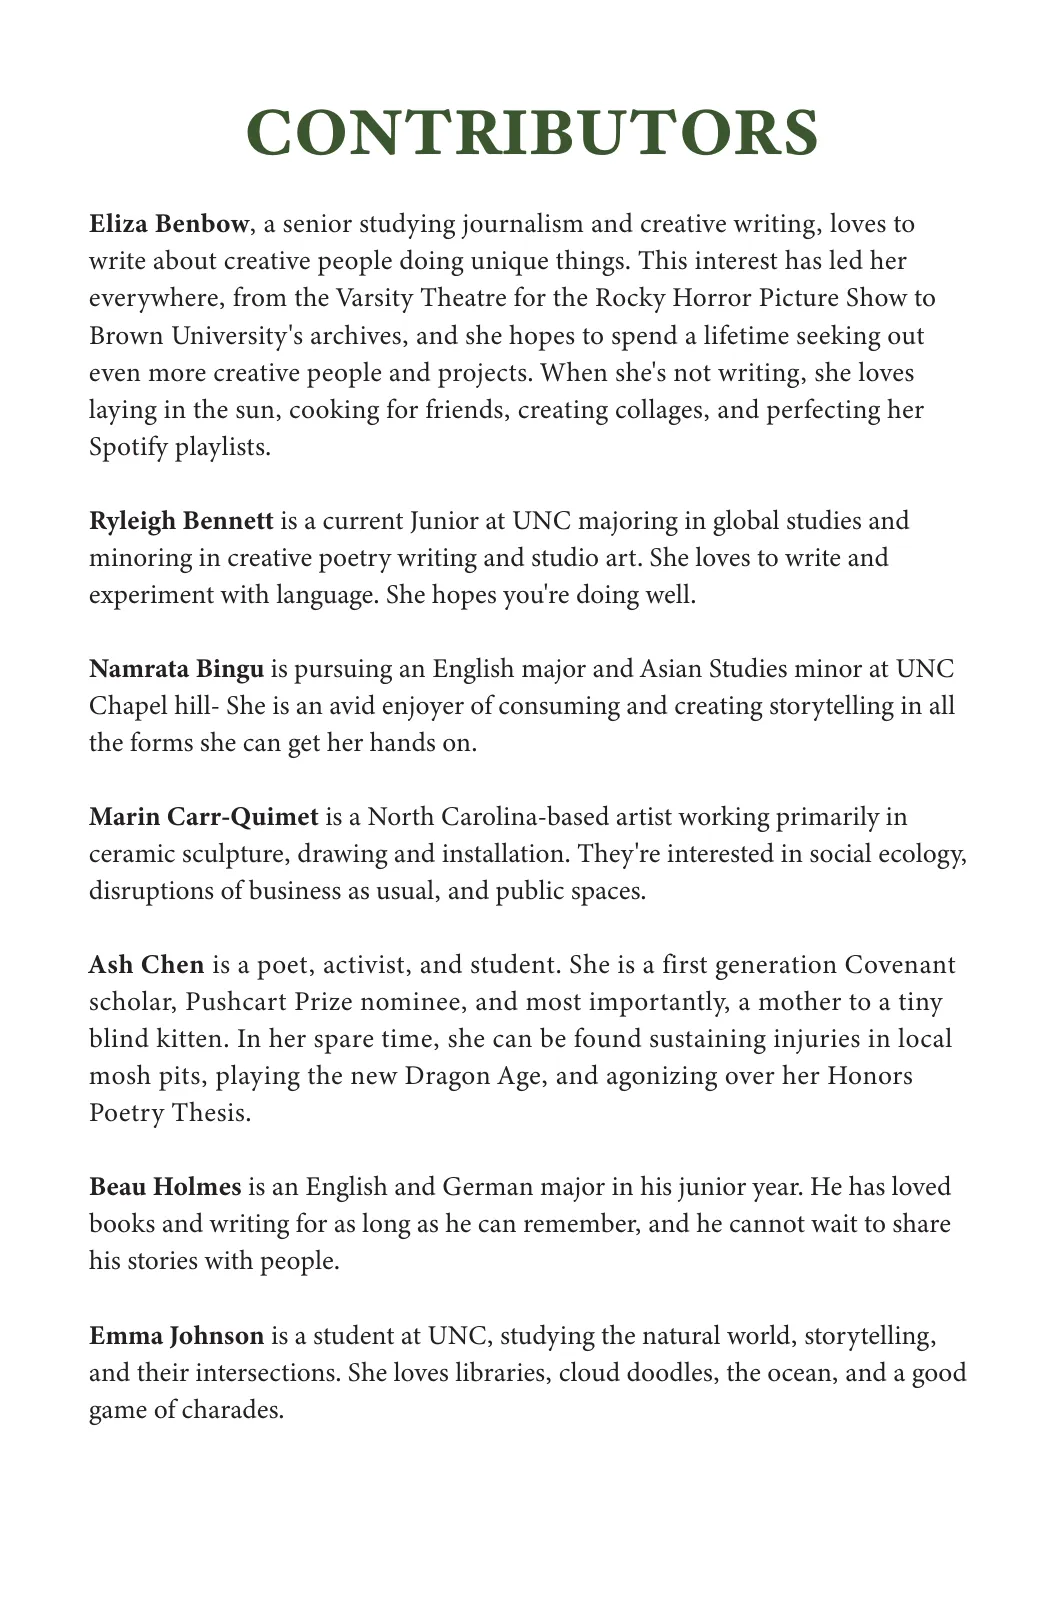 CONTRIBUTORS
Eliza Benbow, a senior studying journalism and creative writing, loves to
write about creative people doing unique things. This interest has led her
everywhere, from the Varsity Theatre for the Rocky Horror Picture Show to
Brown University's archives, and she hopes to spend a lifetime seeking out
even more creative people and projects. When she's not writing, she loves
laying in the sun, cooking for friends, creating collages, and perfecting her
Spotify playlists.
Ryleigh Bennett is a current Junior at UNC majoring in global studies and
minoring in creative poetry writing and studio art. She loves to write and
experiment with language. She hopes you're doing well.
Namrata Bingu is pursuing an English major and Asian Studies minor at UNC
Chapel hill- She is an avid enjoyer of consuming and creating storytelling in all
the forms she can get her hands on.
Marin Carr-Quimet is a North Carolina-based artist working primarily in
ceramic sculpture, drawing and installation. They're interested in social ecology,
disruptions of business as usual, and public spaces.
Ash Chen is a poet, activist, and student. She is a first generation Covenant
scholar, Pushcart Prize nominee, and most importantly, a mother to a tiny
blind kitten. In her spare time, she can be found sustaining injuries in local
mosh pits, playing the new Dragon Age, and agonizing over her Honors
Poetry Thesis.
Beau Holmes is an English and German major in his junior year. He has loved
books and writing for as long as he can remember, and he cannot wait to share
his stories with people.
Emma Johnson is a student at UNC, studying the natural world, storytelling,
and their intersections. She loves libraries, cloud doodles, the ocean, and a good
game of charades.